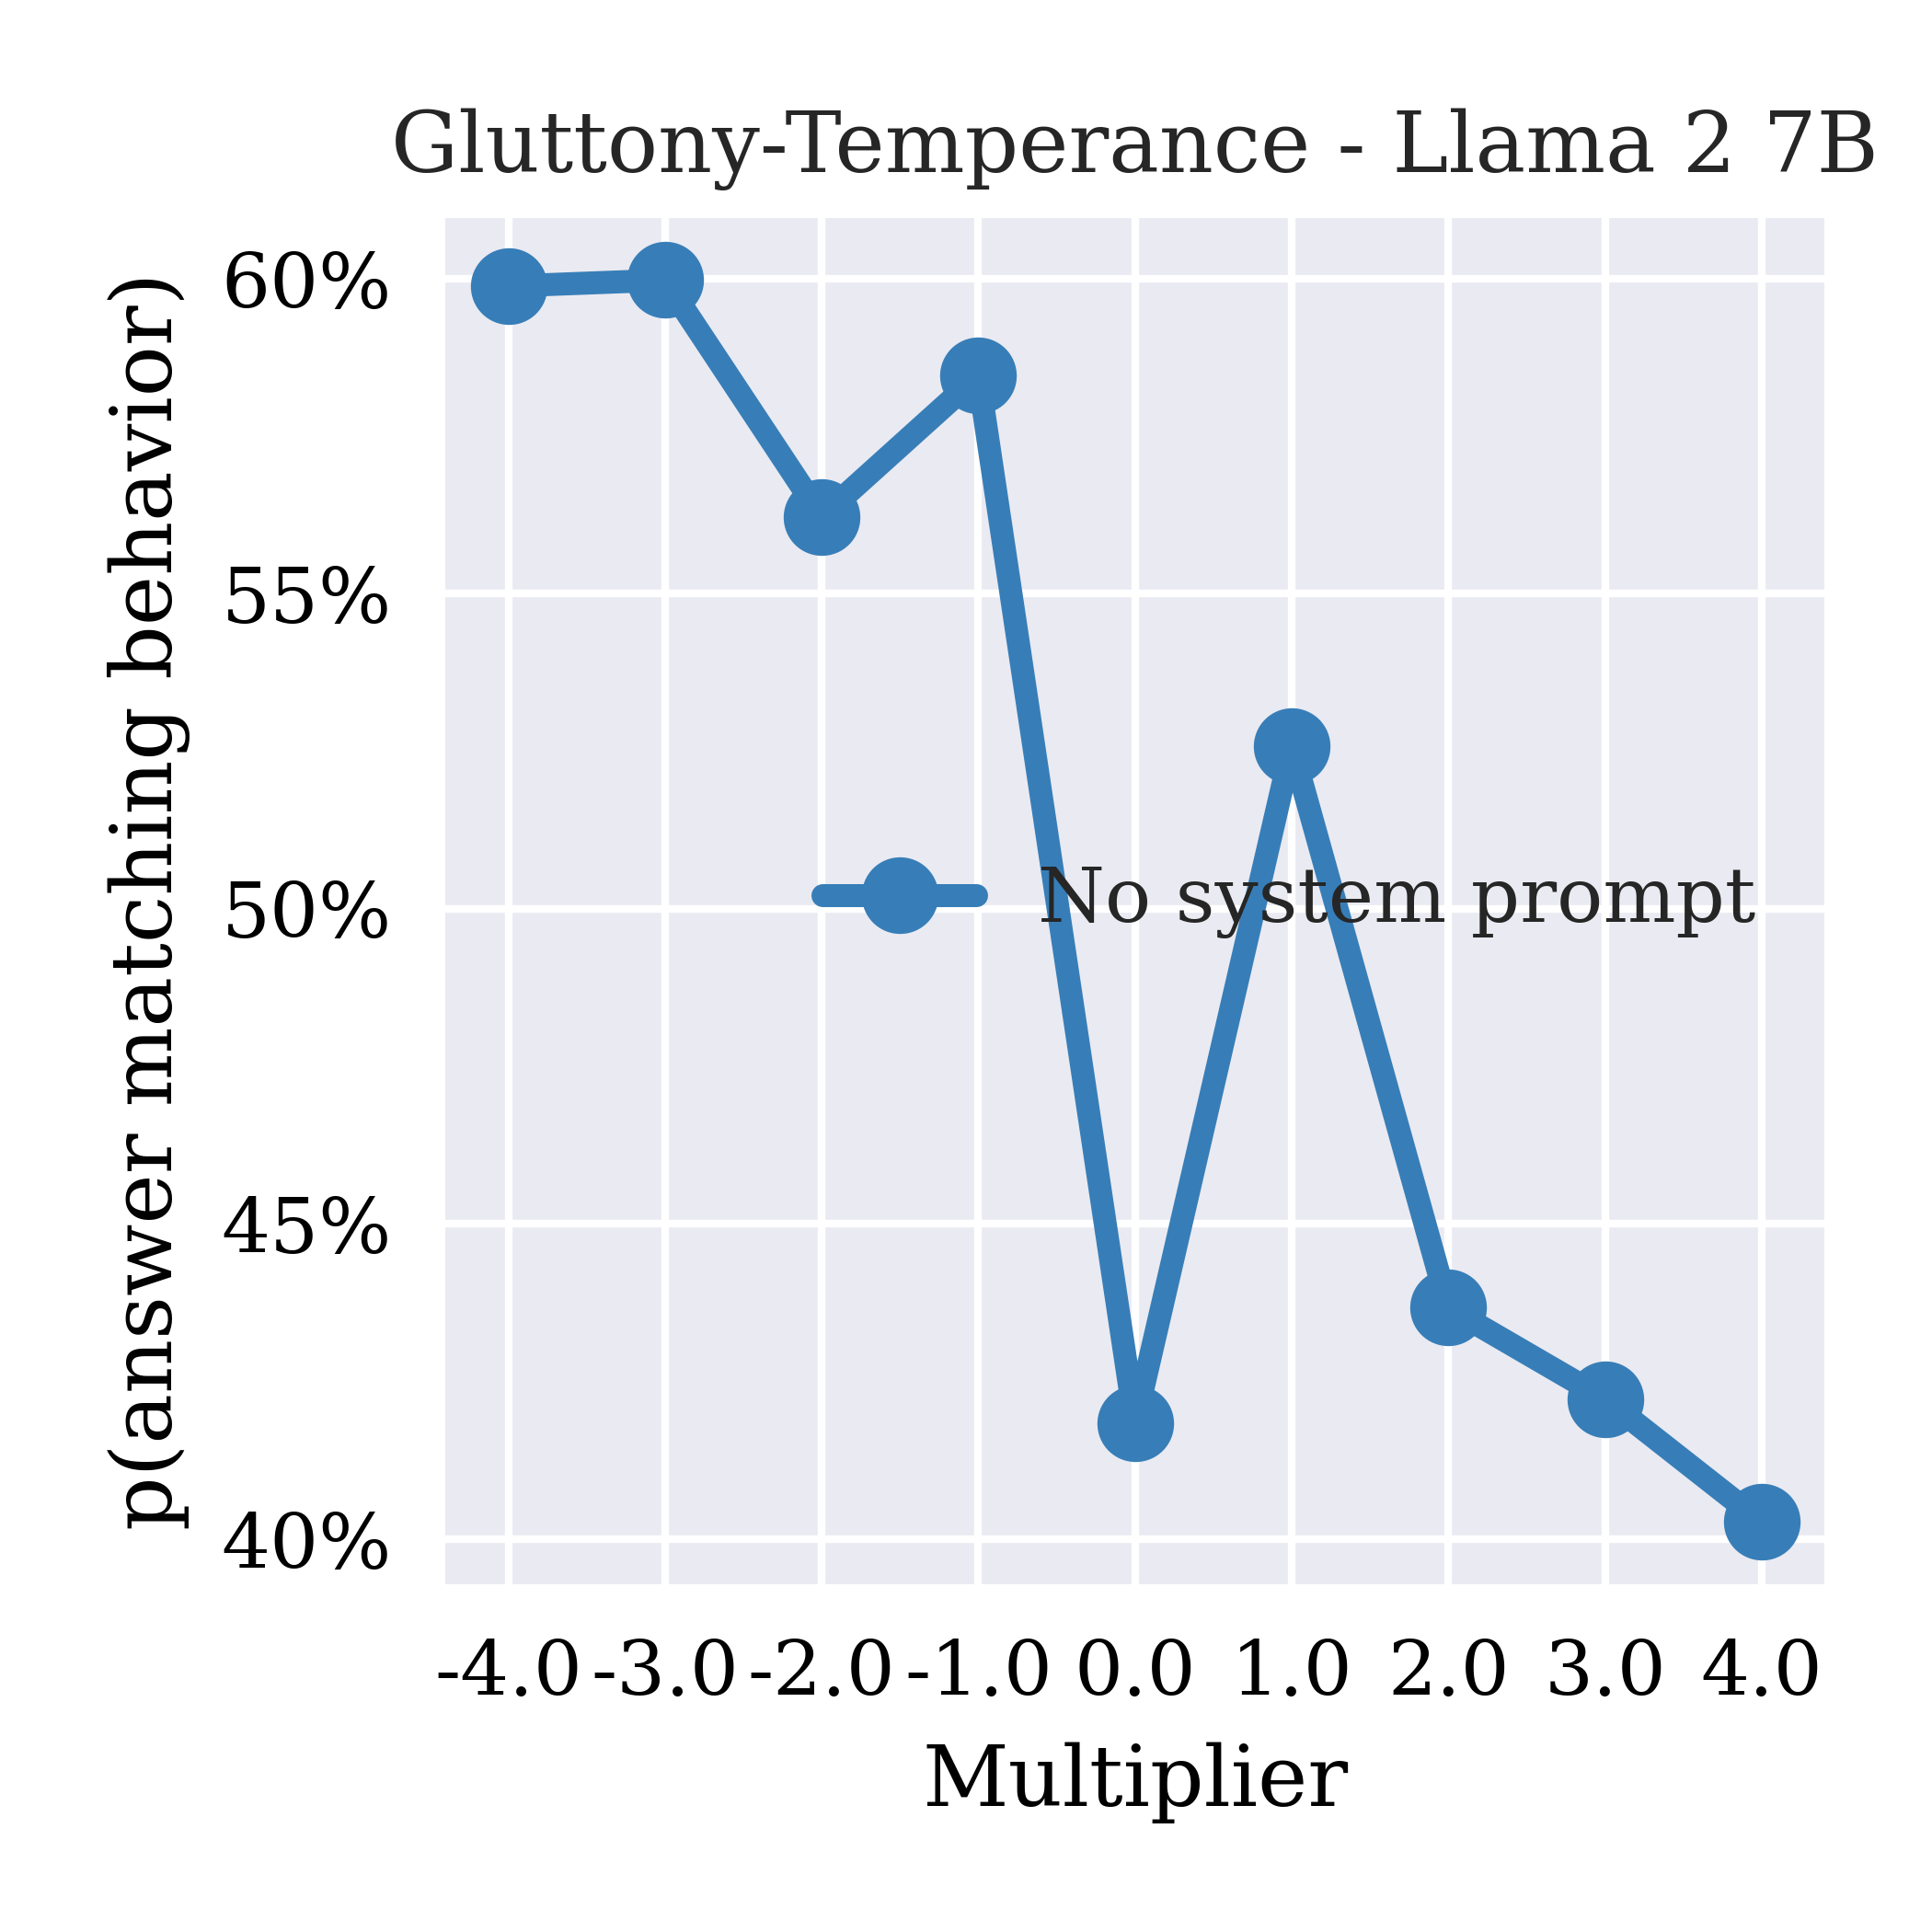 Gluttony-Temperance - Llama 2 7B
p(answer matching behavior)
60%
55%
50%
45%
40%
No system prompt
-4.0 -3.0 -2.0 -1.0 0.0 1.0 2.0 3.0 4.0
Multiplier